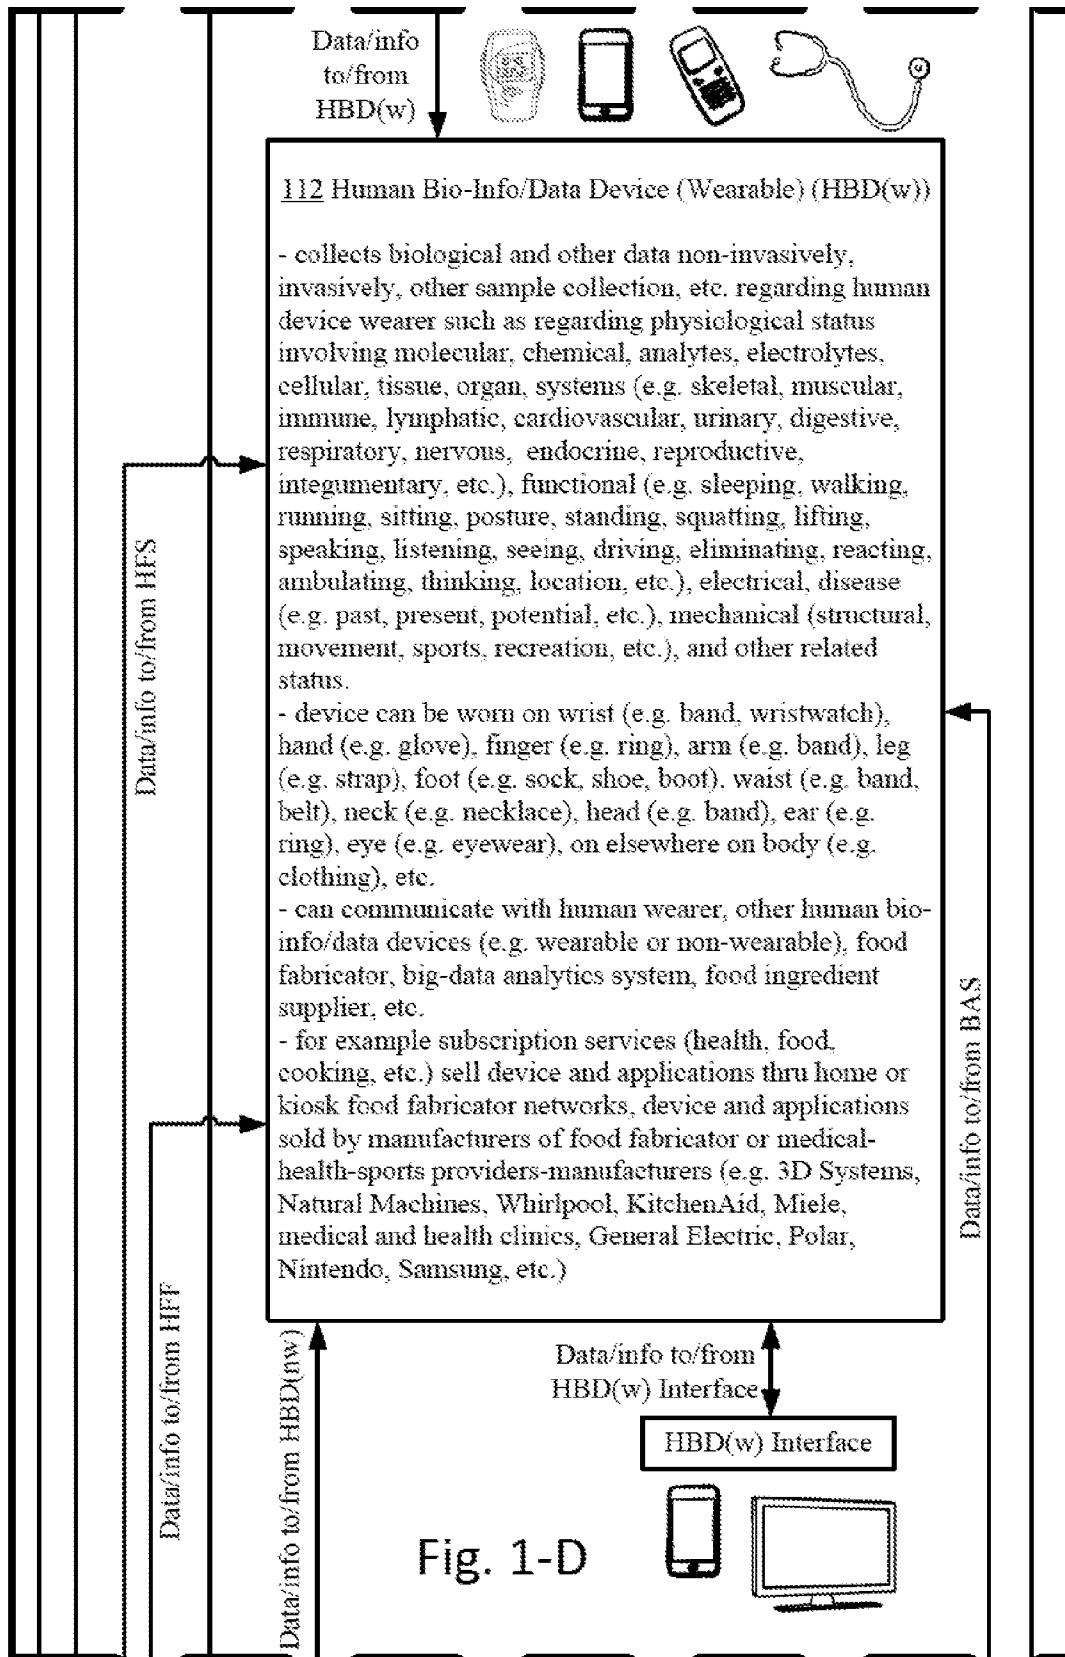 Data/info
to/from
HBD(w)
112 Human Bio-Info/Data Device (Wearable) (HBD(w))
- collects biological and other data non-invasively,
invasively, other sample collection, etc. regarding human
device wearer such as regarding physiological status
involving molecular, chemical, analytes, electrolytes,
cellular, tissue, organ, systems (e.g. skeletal, muscular,
immune, lymphatic, cardiovascular, urinary, digestive,
respiratory, nervous, endocrine, reproductive,
integumentary, etc.), functional (e.g. sleeping, walking,
running, sitting, posture, standing, squatting, lifting,
speaking, listening, seeing, driving, eliminating, reacting,
ambulating, thinking, location, etc.), electrical, disease
(e.g. past, present, potential, etc.), mechanical (structural,
movement, sports, recreation, etc.), and other related
status.
- device can be worn on wrist (e.g. band, wristwatch),
hand (e.g. glove), finger (e.g. ring), arm (e.g. band), leg
(e.g. strap), foot (e.g. sock, shoe, boot), waist (e.g. band,
belt), neck (e.g. necklace), head (e.g. band), ear (e.g.
ring), eye (e.g. eyewear), on elsewhere on body (e.g.
clothing), etc.
- can communicate with human wearer, other human bio-
info/data devices (e.g. wearable or non-wearable), food
fabricator, big-data analytics system, food ingredient
supplier, etc.
- for example subscription services (health, food,
cooking, etc.) sell device and applications thru home or
kiosk food fabricator networks, device and applications
sold by manufacturers of food fabricator or medical-
health-sports providers-manufacturers (e.g. 3D Systems,
Natural Machines, Whirlpool, KitchenAid, Miele,
medical and health clinics, General Electric, Polar,
Nintendo, Samsung, etc.)
Data/info to/from HFS
Data/info to/from HFF
Data/info to/from HBD(nw)
Data/info to/from BAS
Data/info to/from
HBD(w) Interface
HBD(w) Interface
Fig. 1-D